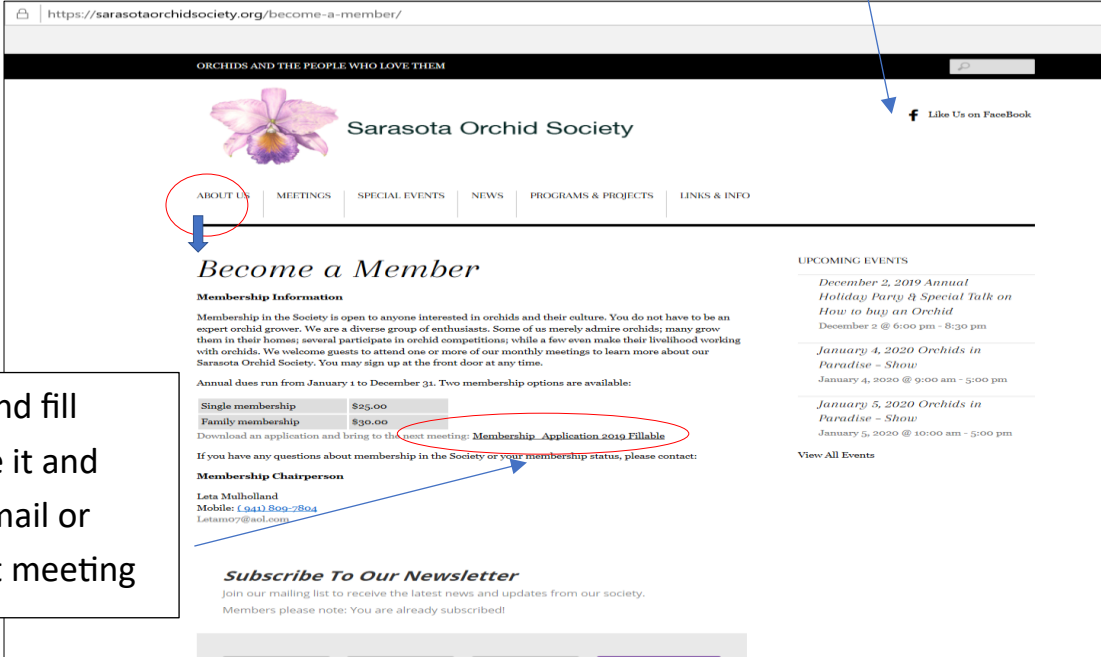 https://sarasotaorchidsociety.org/become-a-member/
ORCHIDS AND THE PEOPLE WHO LOVE THEM
Sarasota Orchid Society
Like Us on FaceBook
ABOUT US
MEETINGS
SPECIAL EVENTS
NEWS
PROGRAMS & PROJECTS
LINKS & INFO
Become a Member
Membership Information
Membership in the Society is open to anyone interested in orchids and their culture. You do not have to be an
expert orchid grower. We are a diverse group of enthusiasts. Some of us merely admire orchids; many grow
them in their homes; several participate in orchid competitions; while a few even make their livelihood working
with orchids. We welcome guests to attend one or more of our monthly meetings to learn more about our
Sarasota Orchid Society. You may sign up at the front door at any time.
Annual dues run from January 1 to December 31. Two membership options are available:
Single membership $25.00
Family membership $30.00
Download an application and bring to the next meeting: Membership Application 2019 Fillable
If you have any questions about membership in the Society or your membership status, please contact:
Membership Chairperson
Leta Mulholland
Mobile: ( 941) 809-7804
Letam07@aol.com
nd fill
e it and
mail or
t meeting
Subscribe To Our Newsletter
Join our mailing list to receive the latest news and updates from our society.
Members please note: You are already subscribed!
UPCOMING EVENTS
December 2, 2019 Annual
Holiday Party & Special Talk on
How to buy an Orchid
December 2 @ 6:00 pm - 8:30 pm
January 4, 2020 Orchids in
Paradise – Show
January 4, 2020 @ 9:00 am - 5:00 pm
January 5, 2020 Orchids in
Paradise – Show
January 5, 2020 @ 10:00 am - 5:00 pm
View All Events